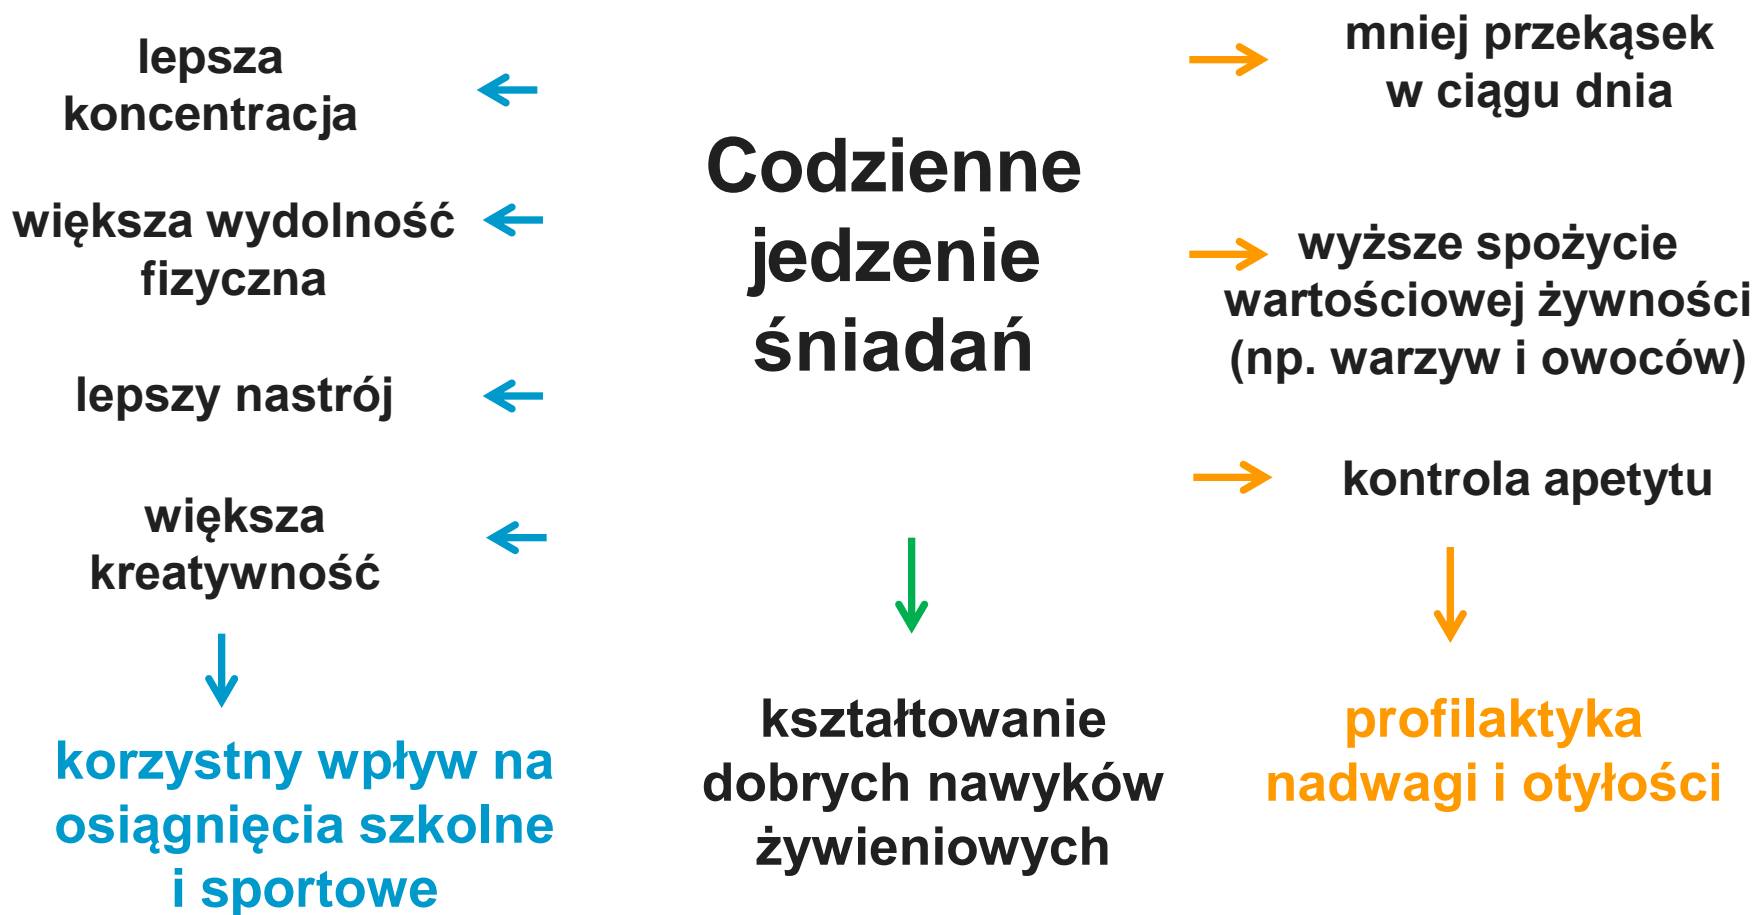 lepsza
koncentracja
większa wydolność
fizyczna
lepszy nastrój
większa
kreatywność
korzystny wpływ na
osiągnięcia szkolne
i sportowe
Codzienne
jedzenie
śniadań
kształtowanie
dobrych nawyków
żywieniowych
mniej przekąsek
w ciągu dnia
wyższe spożycie
wartościowej żywności
(np. warzyw i owoców)
kontrola apetytu
profilaktyka
nadwagi i otyłości